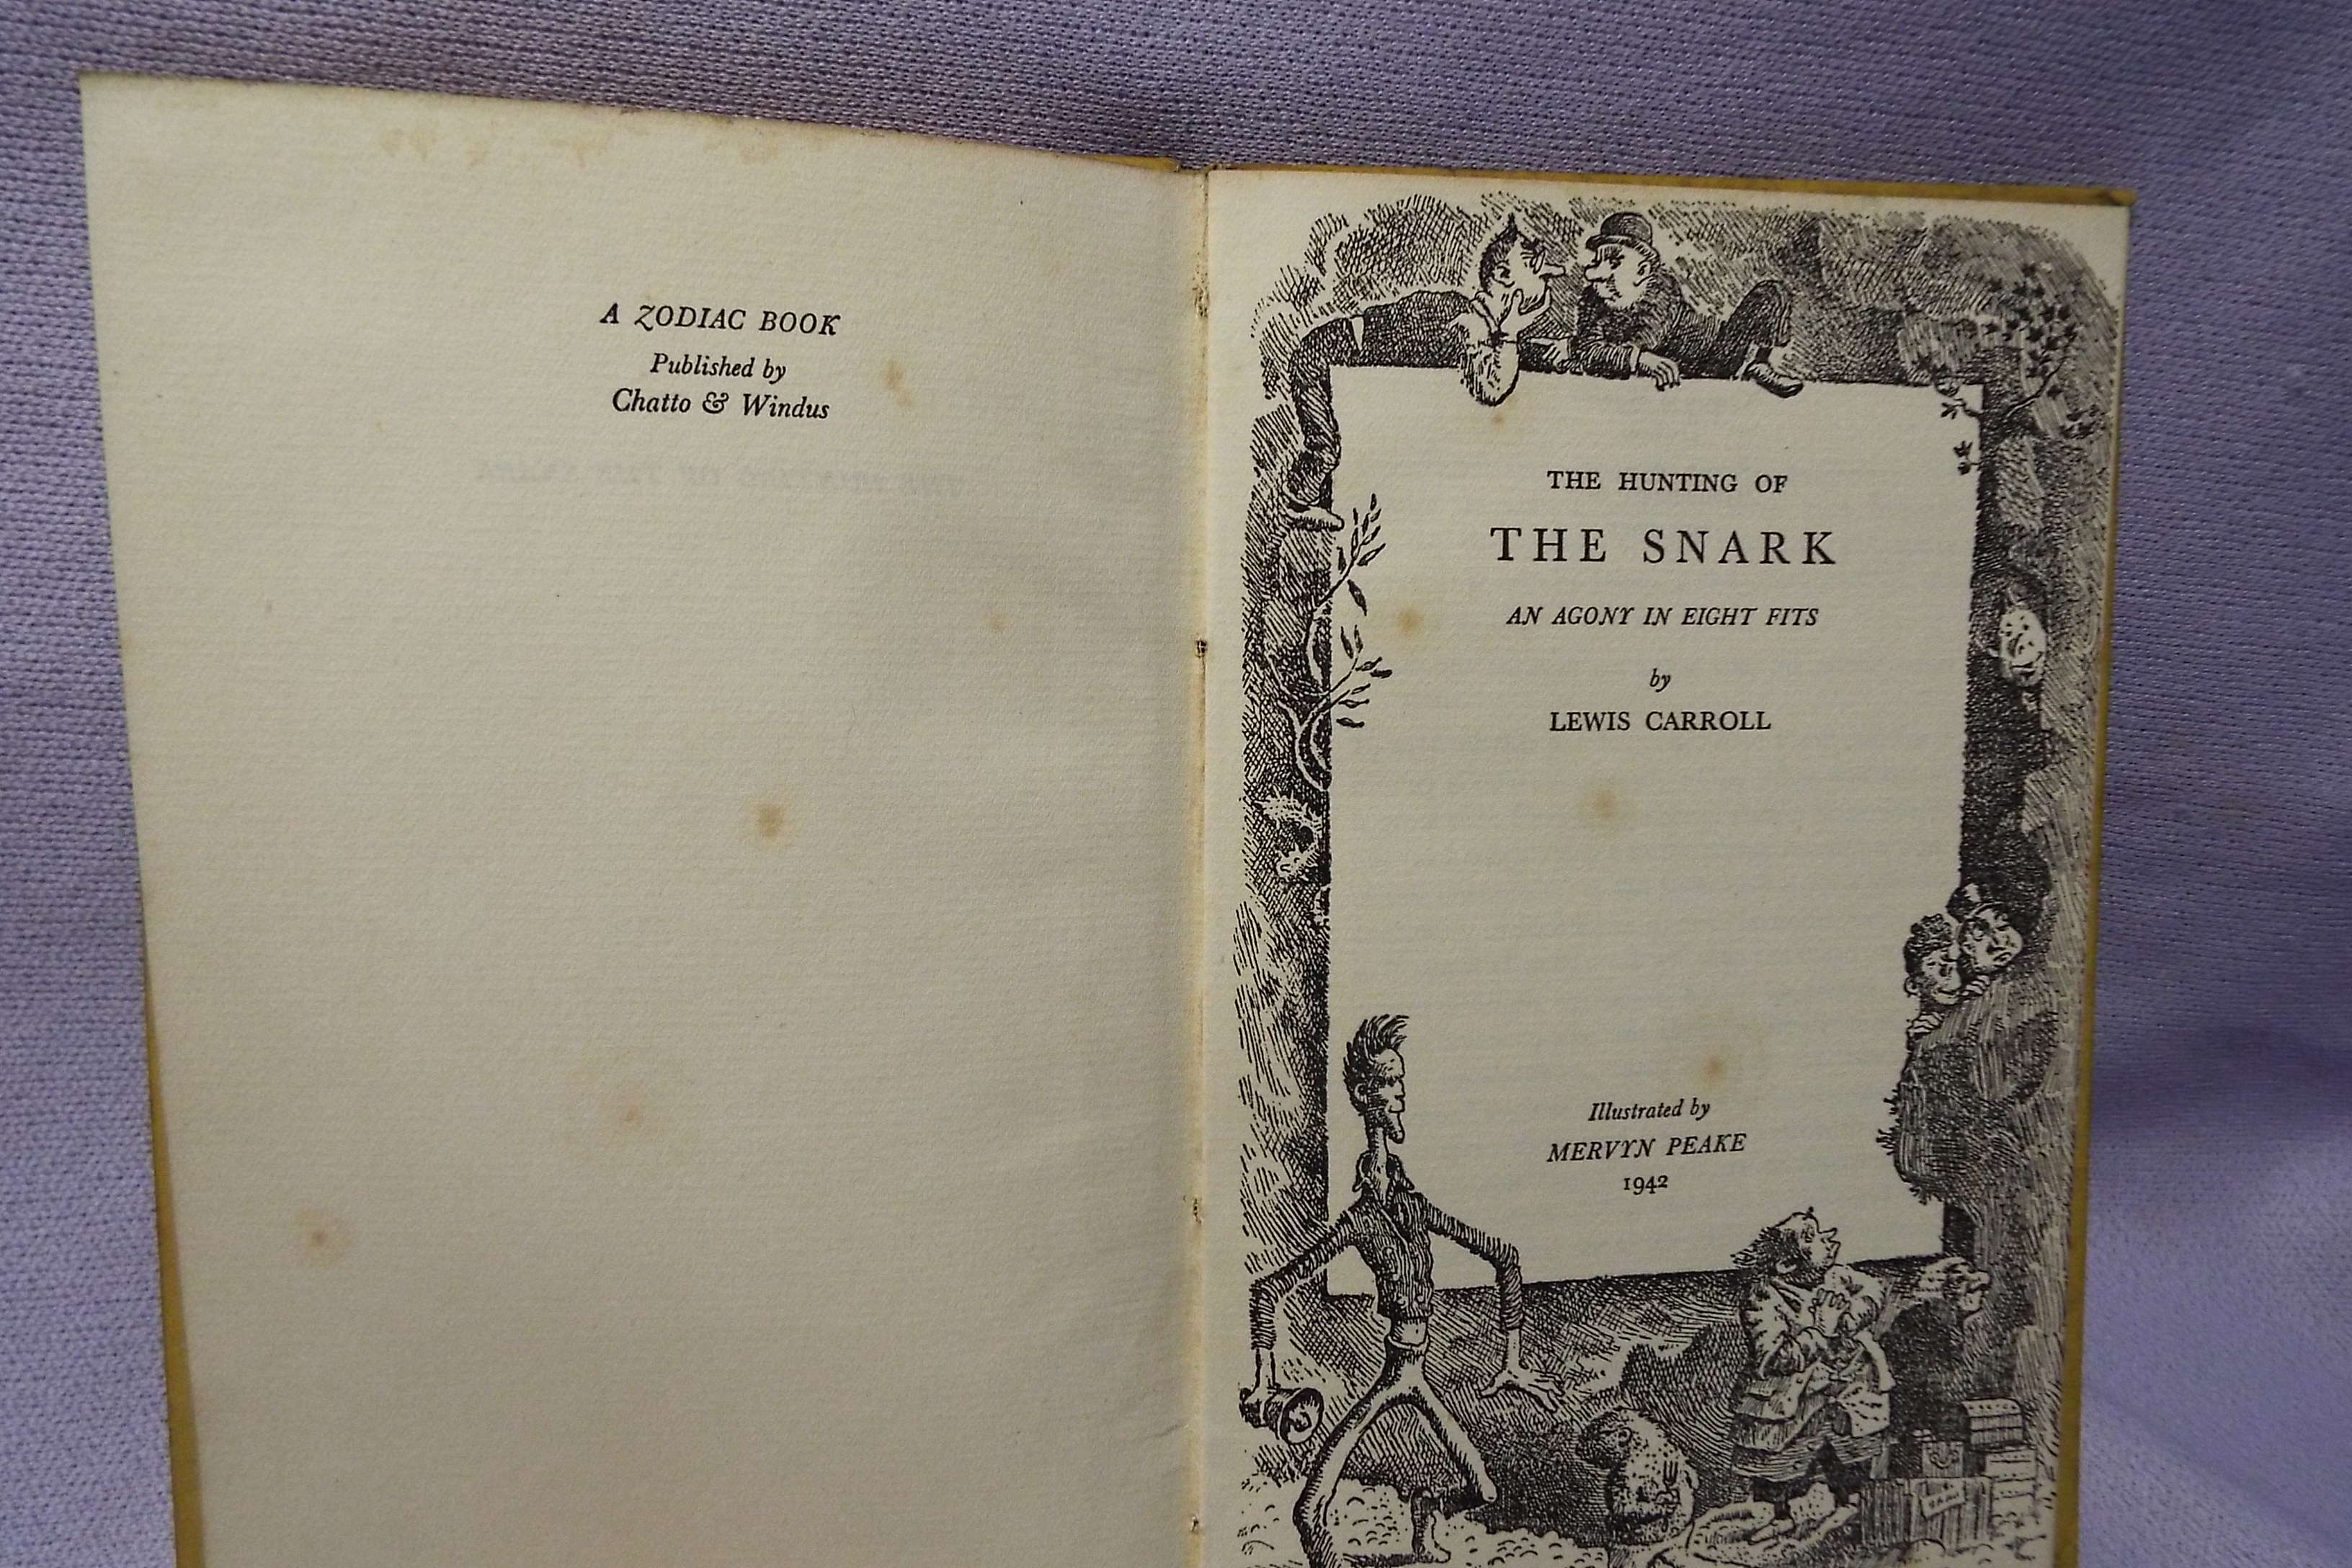 A ZODIAC BOOK
Published by
Chatto & Windus
THE HUNTING OF
THE SNARK
AN AGONY IN EIGHT FITS
by
LEWIS CARROLL
Illustrated by
MERVYN PEAKE
1942